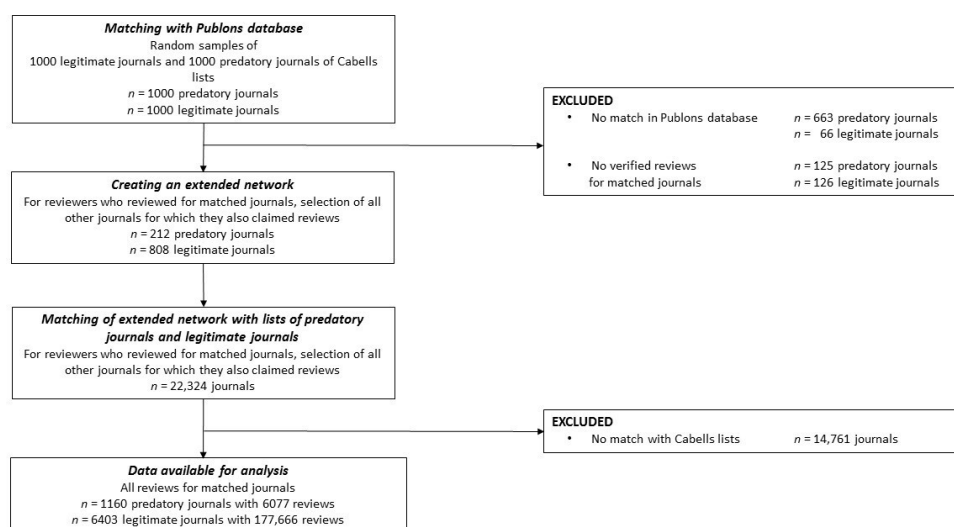 Matching with Publons database
Random samples of
1000 legitimate journals and 1000 predatory journals of Cabells
lists
n = 1000 predatory journals
n = 1000 legitimate journals
EXCLUDED
• No match in Publons database n = 663 predatory journals
n = 66 legitimate journals
• No verified reviews n = 125 predatory journals
for matched journals n = 126 legitimate journals
Creating an extended network
For reviewers who reviewed for matched journals, selection of all
other journals for which they also claimed reviews
n = 212 predatory journals
n = 808 legitimate journals
Matching of extended network with lists of predatory
journals and legitimate journals
For reviewers who reviewed for matched journals, selection of all
other journals for which they also claimed reviews
n = 22,324 journals
EXCLUDED
• No match with Cabells lists n = 14,761 journals
Data available for analysis
All reviews for matched journals
n = 1160 predatory journals with 6077 reviews
n = 6403 legitimate journals with 177,666 reviews